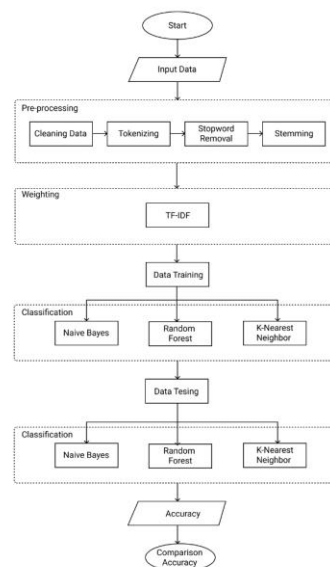 Start
Input Data
Pre-processing
Cleaning Data
Tokenizing
Stopword
Removal
Stemming
Weighting
TF-IDF
Data Training
Classification
Naive Bayes
Random
Forest
K-Nearest
Neighbor
Data Tesing
Classification
Naive Bayes
Random
Forest
K-Nearest
Neighbor
Accuracy
Comparison
Accuracy